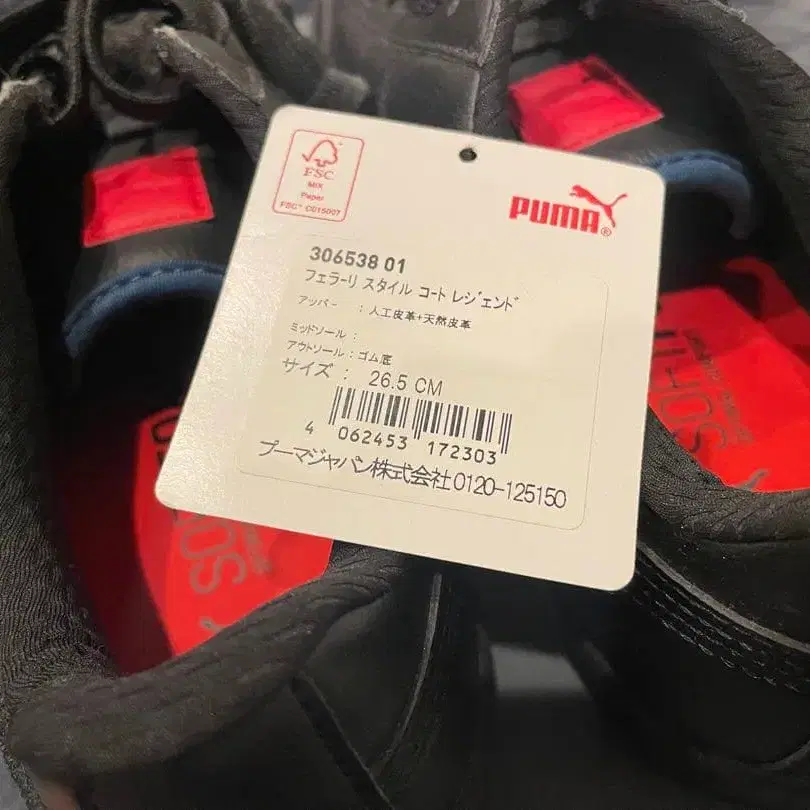 FSC
MIX
Paper
FSC® C015007
PUMA®
306538 01
フェラーリ スタイル コート レジェンド
アッパー : 人工皮革+天然皮革
ミッドソール :
アウトソール : ゴム底
サイズ : 26.5 CM
4 062453 172303
プーマジャパン株式会社 0120-125150
SO
SO